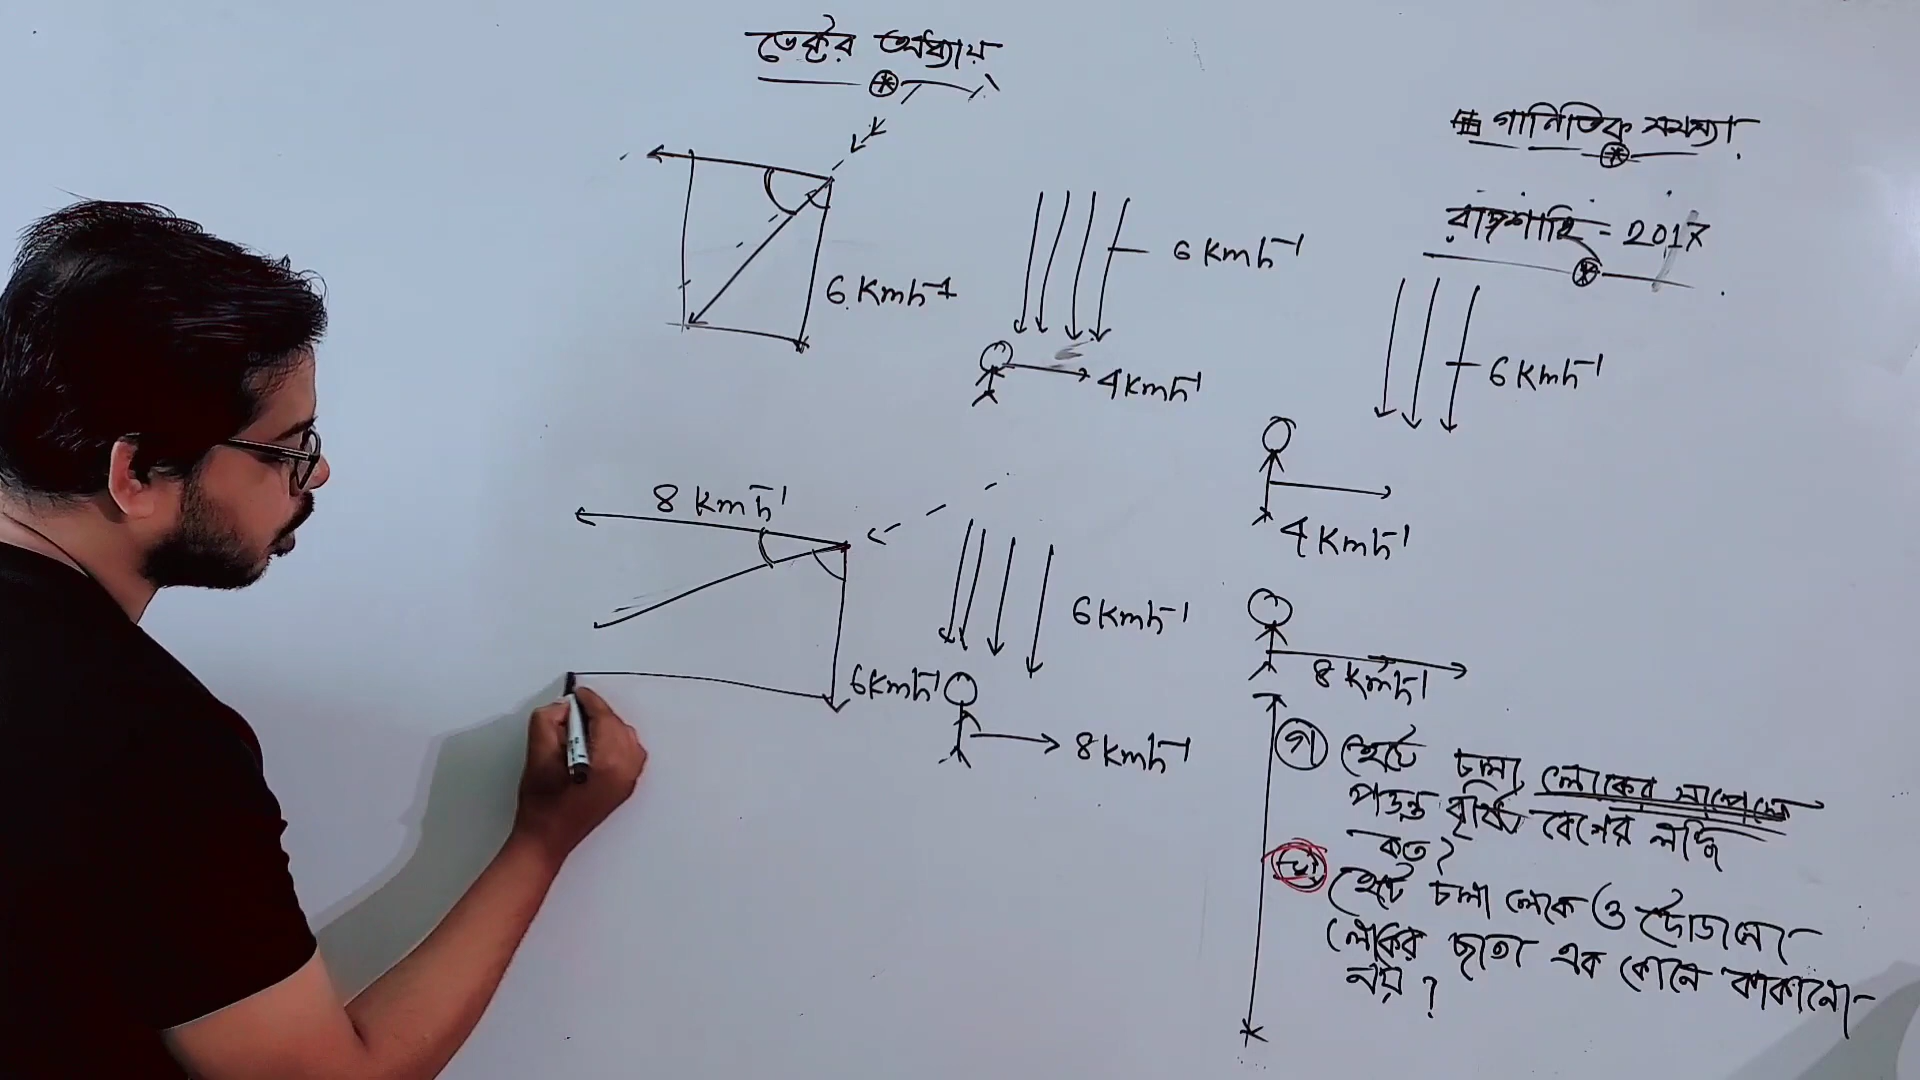 ভেক্টর অধ্যায়
গানিতিক সমস্যা
রাজশাহি - 2017
6 Kmh⁻¹
6 Kmh⁻¹
4 Kmh⁻¹
6 Kmh⁻¹
4 Kmh⁻¹
8 Kmh⁻¹
6 Kmh⁻¹
6 Kmh⁻¹
8 Kmh⁻¹
8 Kmh⁻¹
গ হেটে চলা লোকের সাপেক্ষে
পড়ন্ত বৃষ্টির বেগের লব্ধি
কত?
ঘ হেটে চলা লোক ও দৌড়ানো
লোকের ছাতা এক কোনে বাকানো
নয় ?